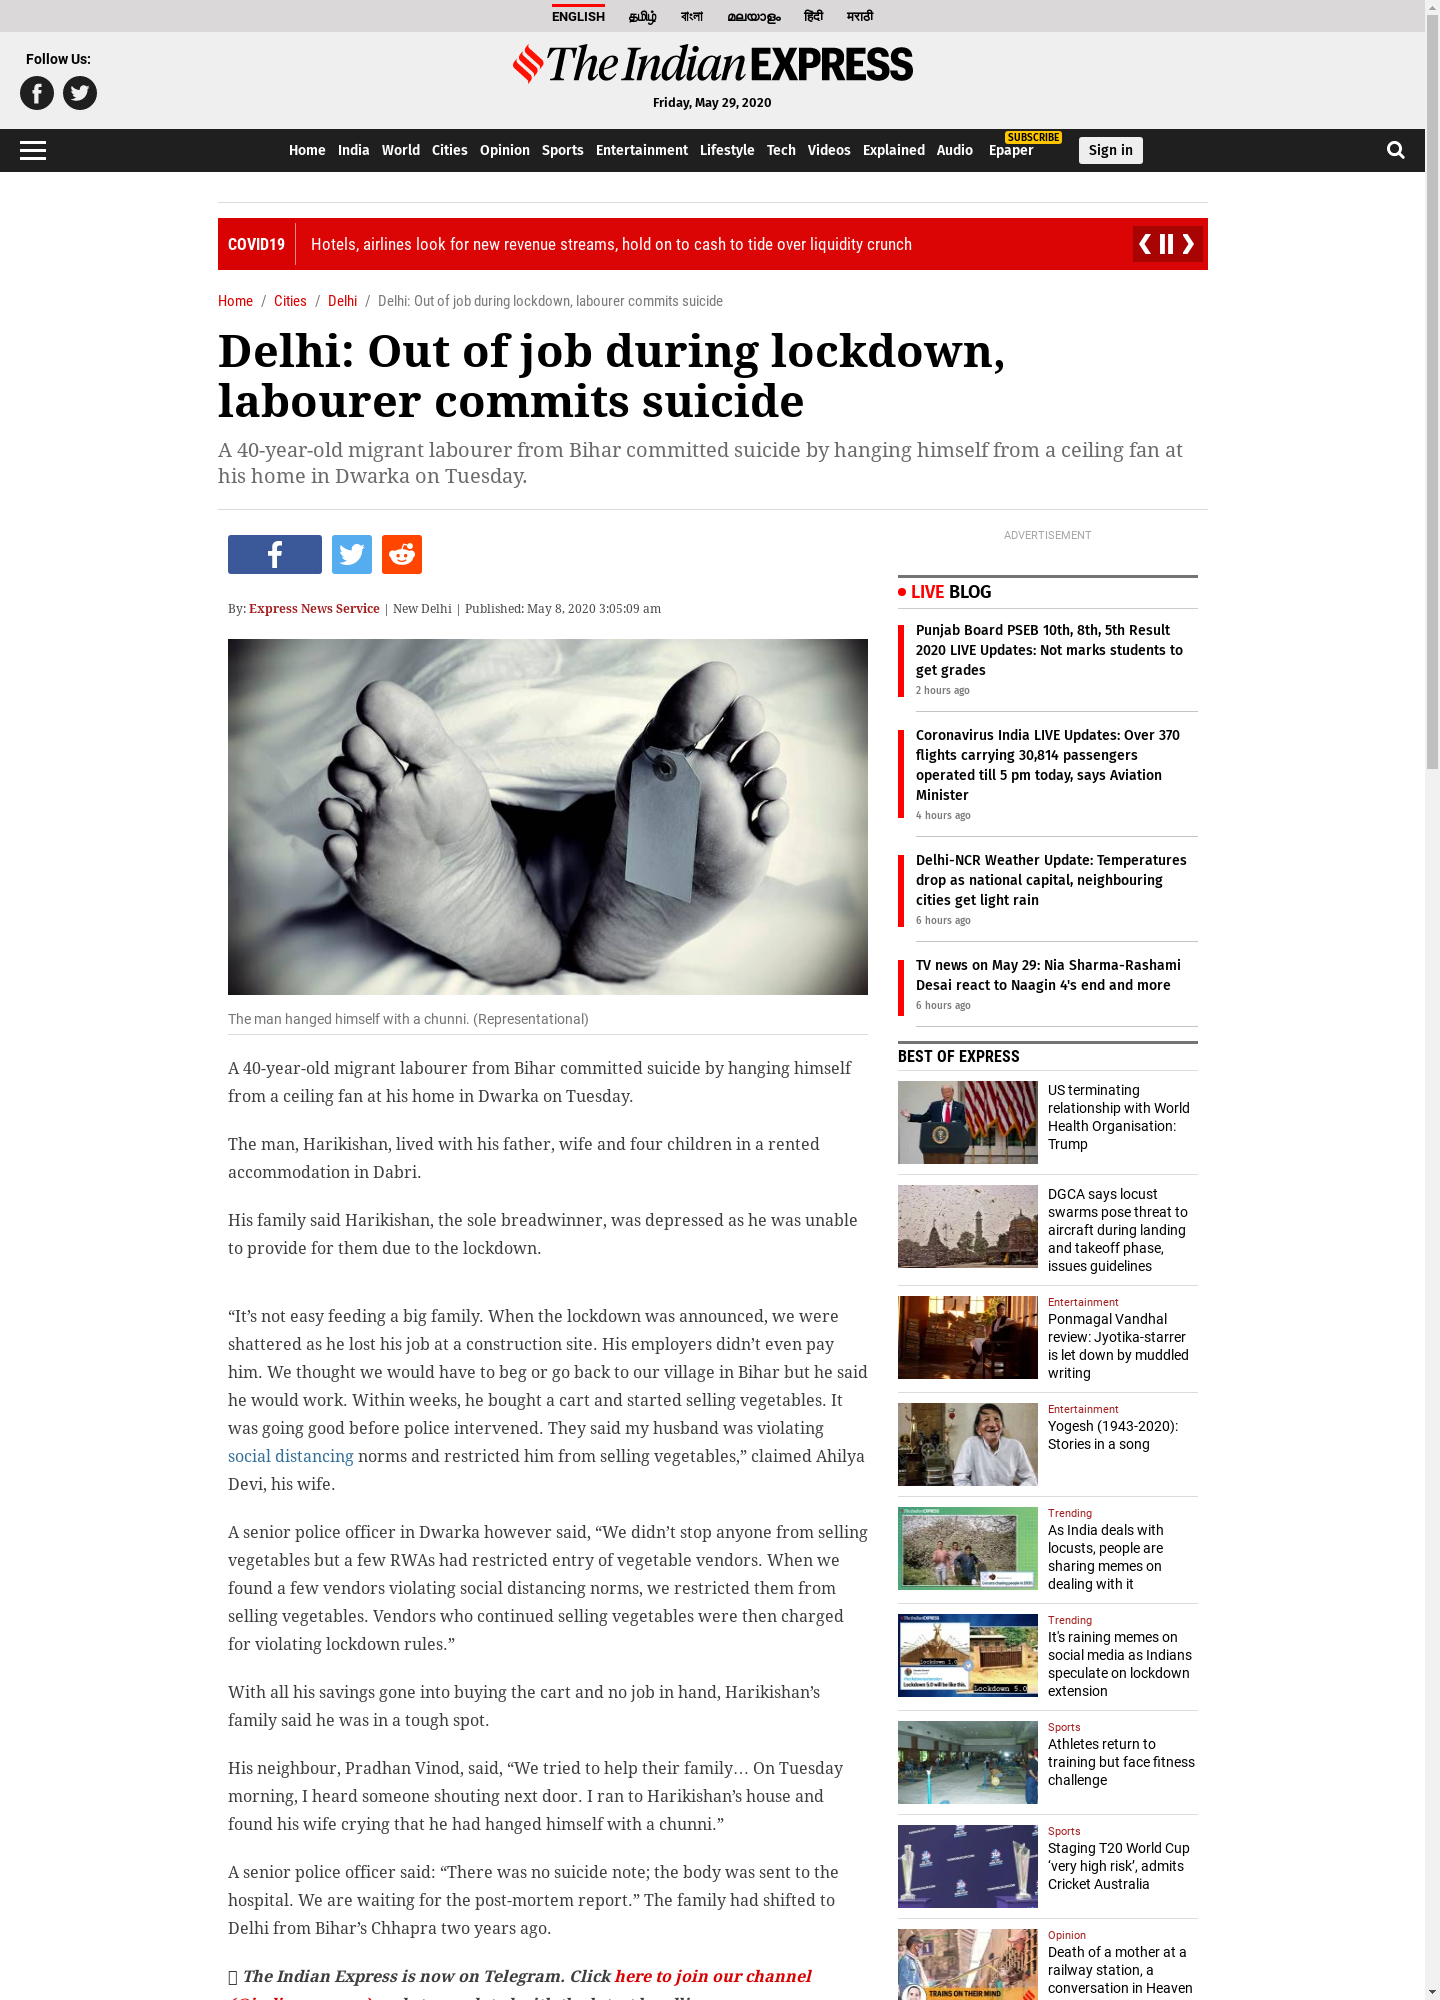 ENGLISH தமிழ் বাংলা മലയാളം हिंदी मराठी
Follow Us:
The Indian EXPRESS
Friday, May 29, 2020
SUBSCRIBE
Home India World Cities Opinion Sports Entertainment Lifestyle Tech Videos Explained Audio Epaper Sign in
COVID19 Hotels, airlines look for new revenue streams, hold on to cash to tide over liquidity crunch
Home / Cities / Delhi / Delhi: Out of job during lockdown, labourer commits suicide
Delhi: Out of job during lockdown,
labourer commits suicide
A 40-year-old migrant labourer from Bihar committed suicide by hanging himself from a ceiling fan at
his home in Dwarka on Tuesday.
By: Express News Service | New Delhi | Published: May 8, 2020 3:05:09 am
The man hanged himself with a chunni. (Representational)
A 40-year-old migrant labourer from Bihar committed suicide by hanging himself
from a ceiling fan at his home in Dwarka on Tuesday.
The man, Harikishan, lived with his father, wife and four children in a rented
accommodation in Dabri.
His family said Harikishan, the sole breadwinner, was depressed as he was unable
to provide for them due to the lockdown.
“It’s not easy feeding a big family. When the lockdown was announced, we were
shattered as he lost his job at a construction site. His employers didn’t even pay
him. We thought we would have to beg or go back to our village in Bihar but he said
he would work. Within weeks, he bought a cart and started selling vegetables. It
was going good before police intervened. They said my husband was violating
social distancing norms and restricted him from selling vegetables,” claimed Ahilya
Devi, his wife.
A senior police officer in Dwarka however said, “We didn’t stop anyone from selling
vegetables but a few RWAs had restricted entry of vegetable vendors. When we
found a few vendors violating social distancing norms, we restricted them from
selling vegetables. Vendors who continued selling vegetables were then charged
for violating lockdown rules.”
With all his savings gone into buying the cart and no job in hand, Harikishan’s
family said he was in a tough spot.
His neighbour, Pradhan Vinod, said, “We tried to help their family… On Tuesday
morning, I heard someone shouting next door. I ran to Harikishan’s house and
found his wife crying that he had hanged himself with a chunni.”
A senior police officer said: “There was no suicide note; the body was sent to the
hospital. We are waiting for the post-mortem report.” The family had shifted to
Delhi from Bihar’s Chhapra two years ago.
The Indian Express is now on Telegram. Click here to join our channel
ADVERTISEMENT
LIVE BLOG
Punjab Board PSEB 10th, 8th, 5th Result
2020 LIVE Updates: Not marks students to
get grades
2 hours ago
Coronavirus India LIVE Updates: Over 370
flights carrying 30,814 passengers
operated till 5 pm today, says Aviation
Minister
4 hours ago
Delhi-NCR Weather Update: Temperatures
drop as national capital, neighbouring
cities get light rain
6 hours ago
TV news on May 29: Nia Sharma-Rashami
Desai react to Naagin 4's end and more
6 hours ago
BEST OF EXPRESS
US terminating
relationship with World
Health Organisation:
Trump
DGCA says locust
swarms pose threat to
aircraft during landing
and takeoff phase,
issues guidelines
Entertainment
Ponmagal Vandhal
review: Jyotika-starrer
is let down by muddled
writing
Entertainment
Yogesh (1943-2020):
Stories in a song
Trending
As India deals with
locusts, people are
sharing memes on
dealing with it
Trending
It's raining memes on
social media as Indians
speculate on lockdown
extension
Lockdown 5.0 will be like this.
Lockdown 5.0
Sports
Athletes return to
training but face fitness
challenge
Sports
Staging T20 World Cup
‘very high risk’, admits
Cricket Australia
Opinion
Death of a mother at a
railway station, a
conversation in Heaven
TRAINS ON THEIR MIND